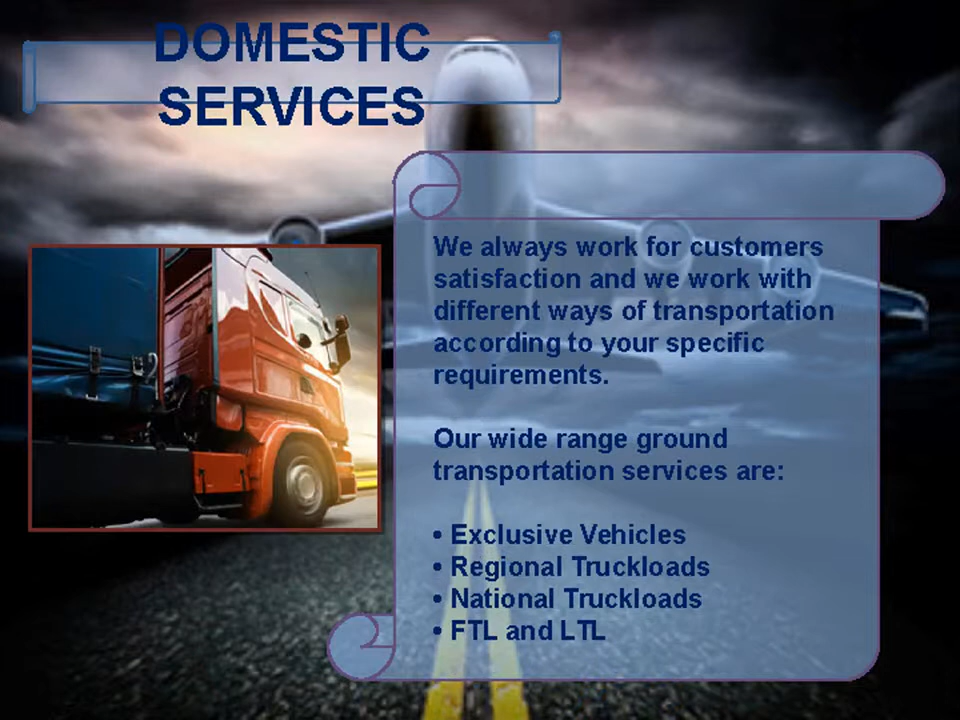 DOMESTIC
SERVICES
We always work for customers
satisfaction and we work with
different ways of transportation
according to your specific
requirements.
Our wide range ground
transportation services are:
• Exclusive Vehicles
• Regional Truckloads
• National Truckloads
• FTL and LTL